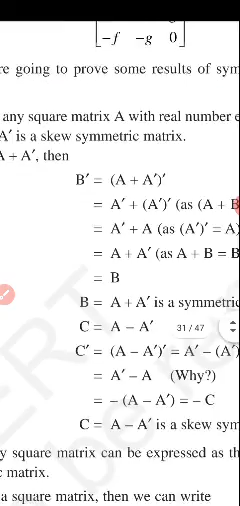 −f −g 0
re going to prove some results of sym
any square matrix A with real number e
A′ is a skew symmetric matrix.
A + A′, then
B′ = (A + A′)′
= A′ + (A′)′ (as (A + B
= A′ + A (as (A′)′ = A)
= A + A′ (as A + B = B
= B
B = A + A′ is a symmetric
C = A − A′
31 / 47
C′ = (A − A′)′ = A′ − (A′)
= A′ − A (Why?)
= − (A − A′) = − C
C = A − A′ is a skew sym
y square matrix can be expressed as th
c matrix.
a square matrix, then we can write